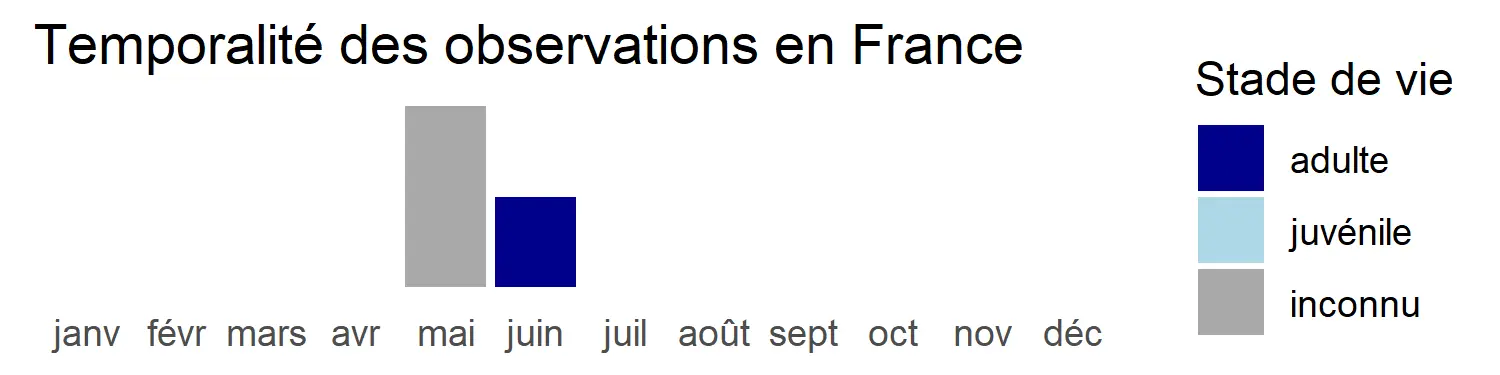 Temporalité des observations en France
Stade de vie
adulte
juvénile
inconnu
janv févr mars avr mai juin juil août sept oct nov déc